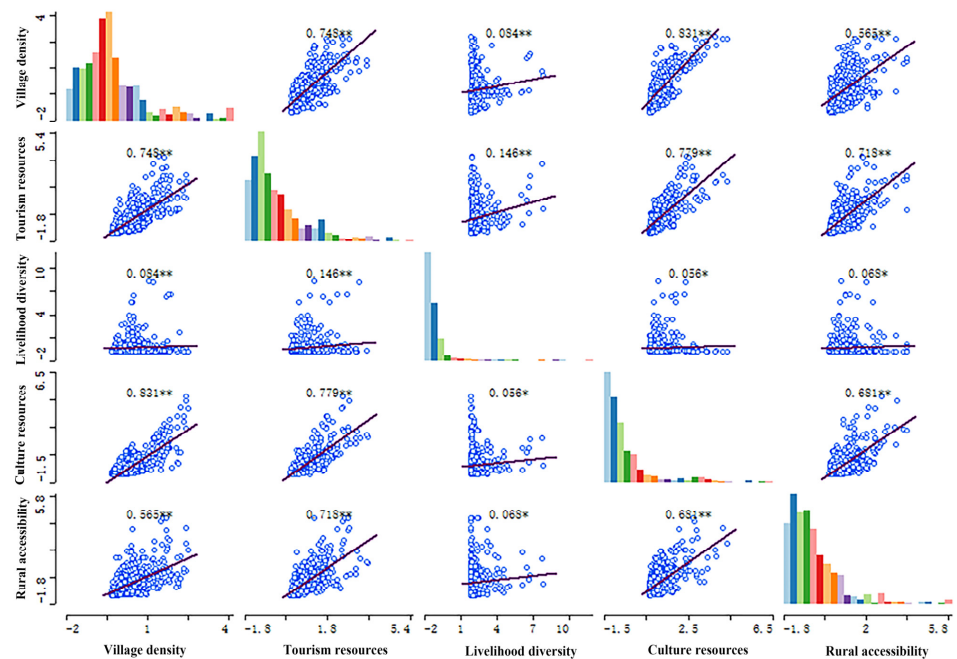 Village density
4
-2
0.748** 0.084** 0.831** 0.565**
Tourism resources
5.4
-1.8
0.748** 0.146** 0.779** 0.718**
Livelihood diversity
10
4
-2
0.084** 0.146** 0.056* 0.068*
Culture resources
6.5
-1.5
0.831** 0.779** 0.056* 0.681**
Rural accessibility
5.8
-1.8
0.565** 0.718** 0.068* 0.681**
-2 1 4 -1.8 1.8 5.4 -2 1 4 7 10 -1.5 2.5 6.5 -1.8 2 5.8
Village density Tourism resources Livelihood diversity Culture resources Rural accessibility